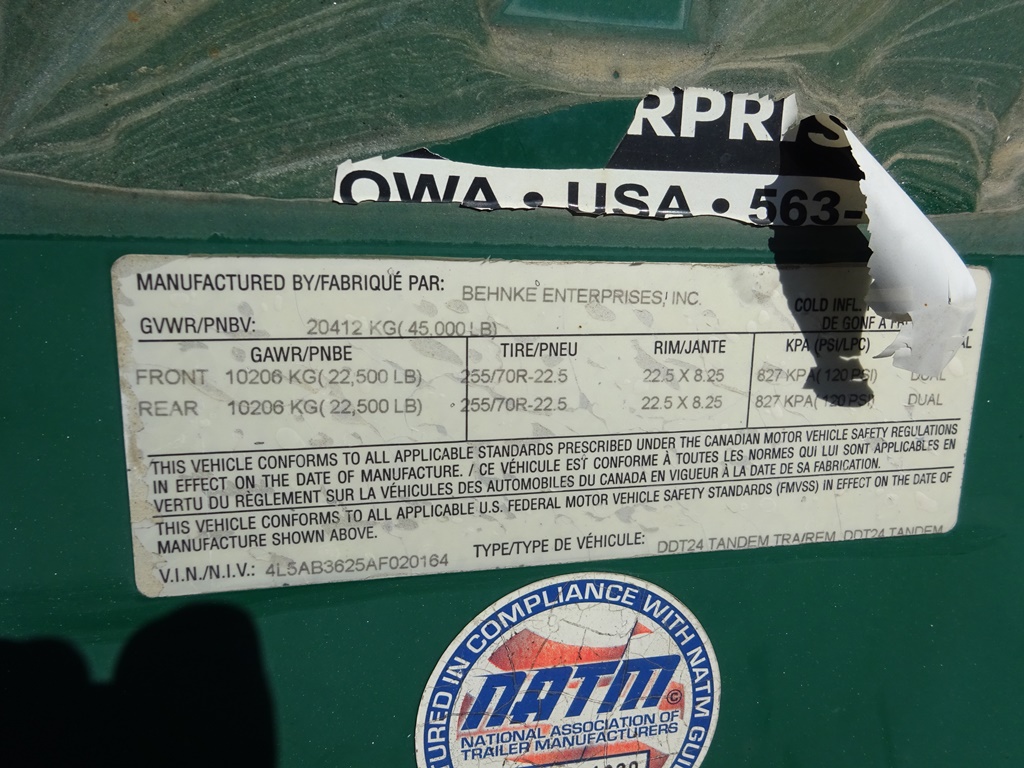 RPRIS
OWA • USA • 563-
MANUFACTURED BY/FABRIQUÉ PAR: BEHNKE ENTERPRISES, INC.
COLD INFL.
GVWR/PNBV: 20412 KG( 45,000 LB)
DE GONF A FR AL
GAWR/PNBE TIRE/PNEU RIM/JANTE KPA (PSI/LPC)
FRONT 10206 KG( 22,500 LB) 255/70R-22.5 22.5 X 8.25 827 KPA( 120 PSI) DUAL
REAR 10206 KG( 22,500 LB) 255/70R-22.5 22.5 X 8.25 827 KPA( 120 PSI) DUAL
THIS VEHICLE CONFORMS TO ALL APPLICABLE STANDARDS PRESCRIBED UNDER THE CANADIAN MOTOR VEHICLE SAFETY REGULATIONS
IN EFFECT ON THE DATE OF MANUFACTURE. / CE VÉHICULE EST CONFORME À TOUTES LES NORMES QUI LUI SONT APPLICABLES EN
VERTU DU RÈGLEMENT SUR LA VÉHICULES DES AUTOMOBILES DU CANADA EN VIGUEUR À LA DATE DE SA FABRICATION.
THIS VEHICLE CONFORMS TO ALL APPLICABLE U.S. FEDERAL MOTOR VEHICLE SAFETY STANDARDS (FMVSS) IN EFFECT ON THE DATE OF
MANUFACTURE SHOWN ABOVE.
V.I.N./N.I.V.: 4L5AB3625AF020164 TYPE/TYPE DE VÉHICULE: DDT24 TANDEM TRA/REM DDT24 TANDEM
TURED IN COMPLIANCE WITH NATM GUI
NATM ©
NATIONAL ASSOCIATION OF
TRAILER MANUFACTURERS